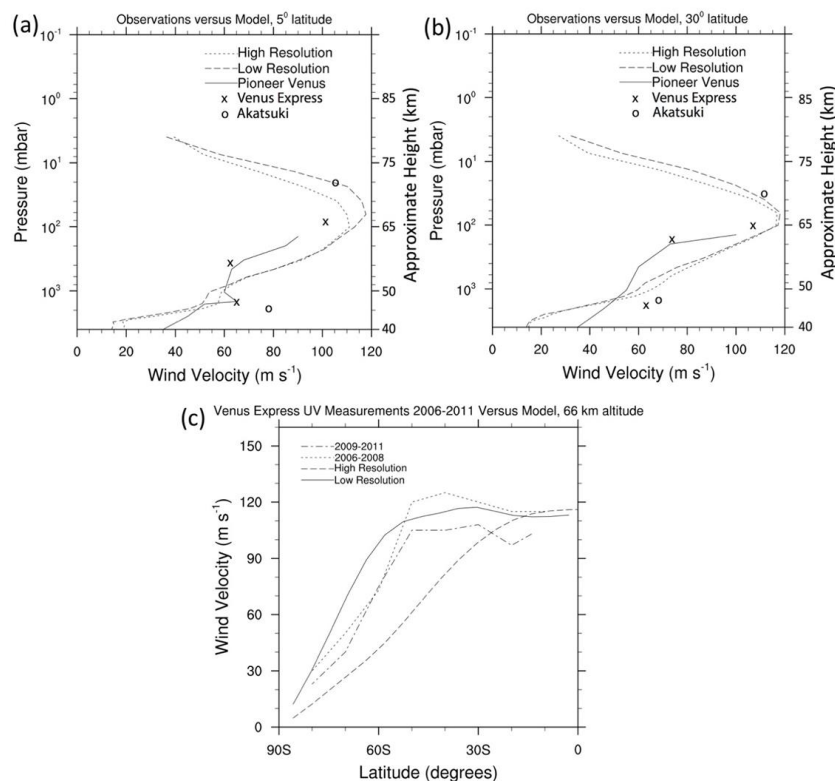 (a)
Observations versus Model, 5⁰ latitude
High Resolution
Low Resolution
Pioneer Venus
x Venus Express
o Akatsuki
Pressure (mbar)
10⁻¹
10⁰
10¹
10²
10³
Approximate Height (km)
85
75
65
50
40
0 20 40 60 80 100 120
Wind Velocity (m s⁻¹)
(b)
Observations versus Model, 30⁰ latitude
High Resolution
Low Resolution
Pioneer Venus
x Venus Express
o Akatsuki
Pressure (mbar)
10⁻¹
10⁰
10¹
10²
10³
Approximate Height (km)
85
75
65
50
40
0 20 40 60 80 100 120
Wind Velocity (m s⁻¹)
(c)
Venus Express UV Measurements 2006-2011 Versus Model, 66 km altitude
2009-2011
2006-2008
High Resolution
Low Resolution
Wind Velocity (m s⁻¹)
150
120
90
60
30
0
90S 60S 30S 0
Latitude (degrees)